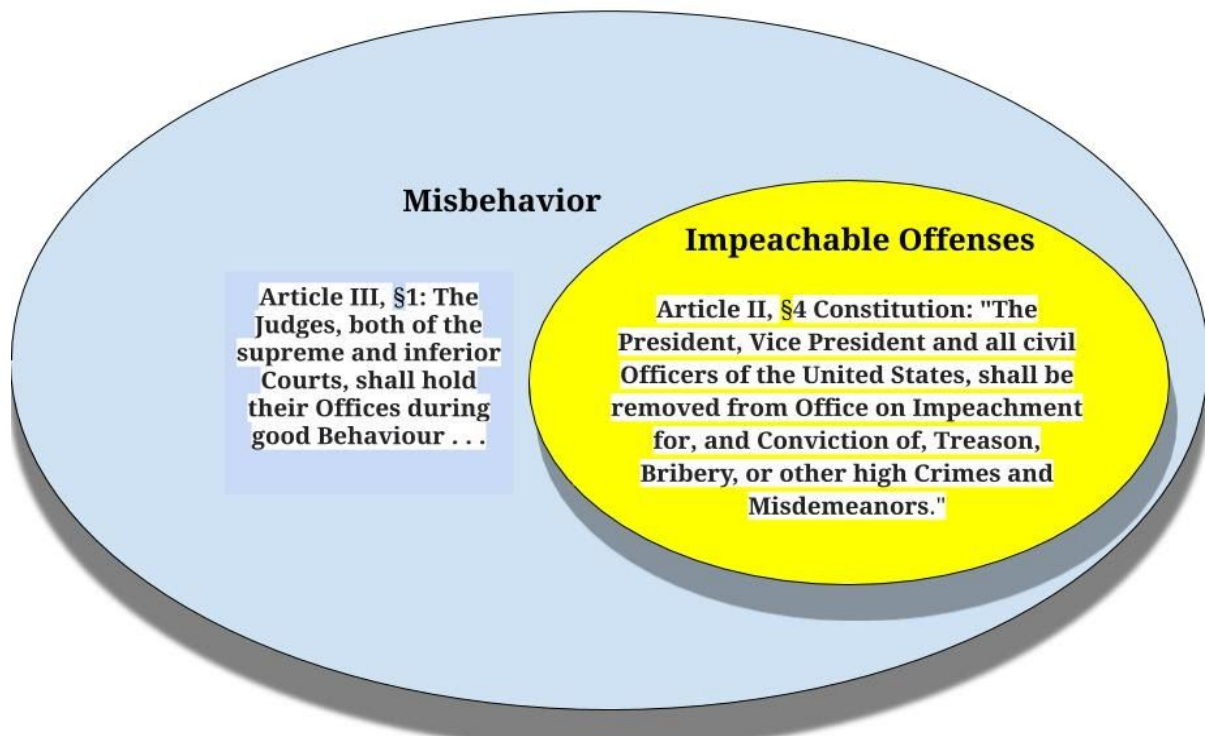 Misbehavior
Article III, §1: The
Judges, both of the
supreme and inferior
Courts, shall hold
their Offices during
good Behaviour . . .
Impeachable Offenses
Article II, §4 Constitution: "The
President, Vice President and all civil
Officers of the United States, shall be
removed from Office on Impeachment
for, and Conviction of, Treason,
Bribery, or other high Crimes and
Misdemeanors."